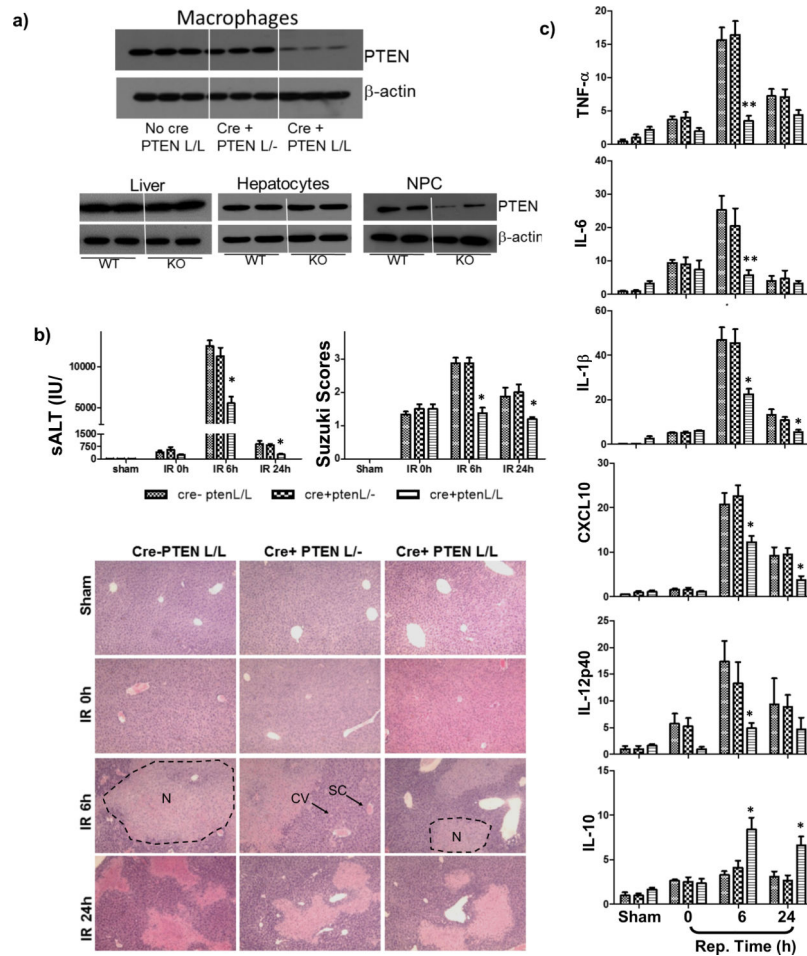 a)
Macrophages
PTEN
β-actin
No cre PTEN L/L
Cre + PTEN L/-
Cre + PTEN L/L
Liver
Hepatocytes
NPC
PTEN
β-actin
WT KO WT KO WT KO
b)
sALT (IU/
10000
5000
1500
750
0
sham IR 0h IR 6h IR 24h
*
*
Suzuki Scores
3
2
1
0
Sham IR 0h IR 6h IR 24h
*
*
cre- ptenL/L cre+ptenL/- cre+ptenL/L
Cre-PTEN L/L Cre+ PTEN L/- Cre+ PTEN L/L
Sham
IR 0h
IR 6h
N
CV
SC
N
IR 24h
c)
TNF-α
20
15
10
5
0
**
IL-6
40
30
20
10
0
**
IL-1β
60
40
20
0
*
*
CXCL10
30
20
10
0
*
*
IL-12p40
25
20
15
10
5
0
*
IL-10
15
10
5
0
*
*
Sham 0 6 24
Rep. Time (h)